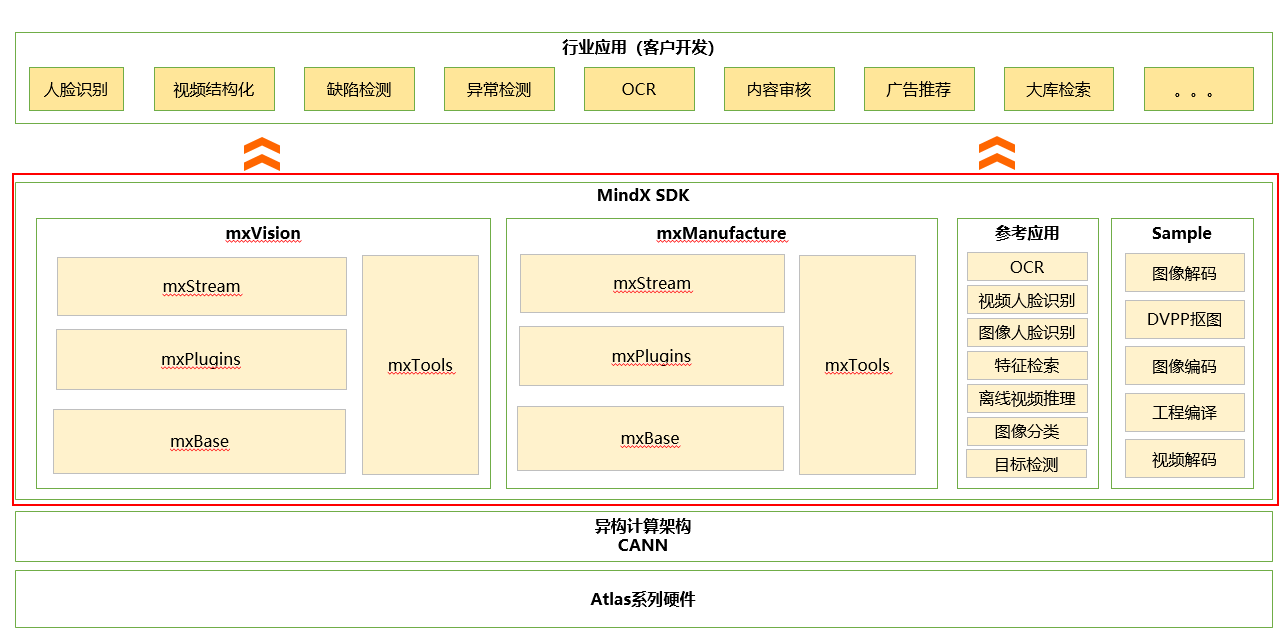 行业应用（客户开发）
人脸识别
视频结构化
缺陷检测
异常检测
OCR
内容审核
广告推荐
大库检索
。。。
MindX SDK
mxVision
mxStream
mxPlugins
mxBase
mxTools
mxManufacture
mxStream
mxPlugins
mxBase
mxTools
参考应用
OCR
视频人脸识别
图像人脸识别
特征检索
离线视频推理
图像分类
目标检测
Sample
图像解码
DVPP抠图
图像编码
工程编译
视频解码
异构计算架构
CANN
Atlas系列硬件